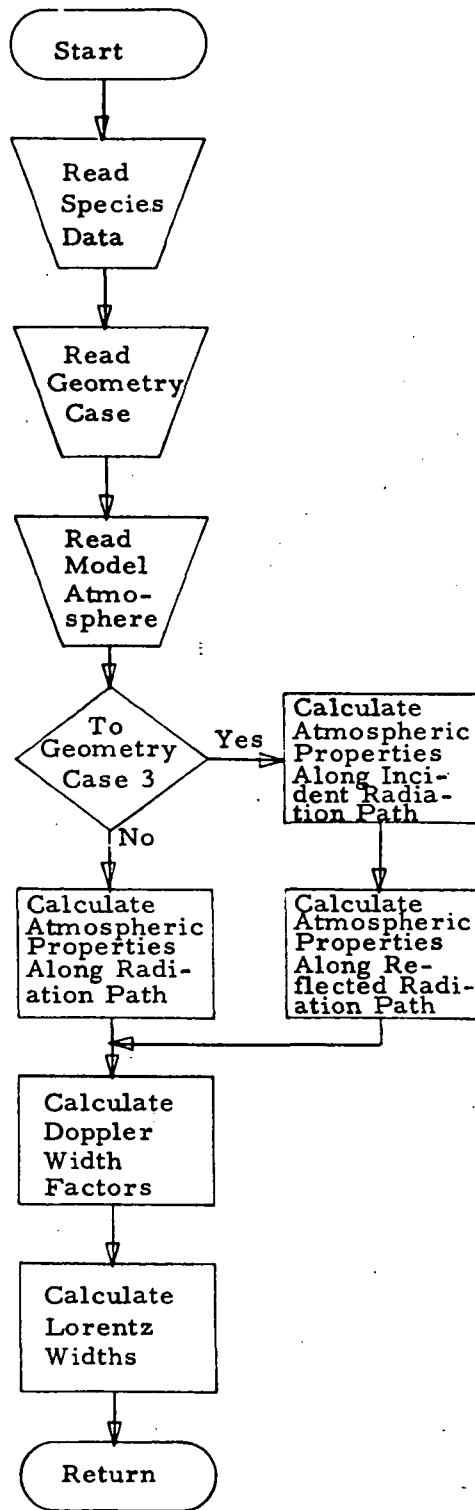 Start
Read
Species
Data
Read
Geometry
Case
Read
Model
Atmo-
sphere
To
Geometry
Case 3
Yes
No
Calculate
Atmospheric
Properties
Along Inci-
dent Radia-
tion Path
Calculate
Atmospheric
Properties
Along Radi-
ation Path
Calculate
Atmospheric
Properties
Along Re-
flected Radi-
ation Path
Calculate
Doppler
Width
Factors
Calculate
Lorentz
Widths
Return